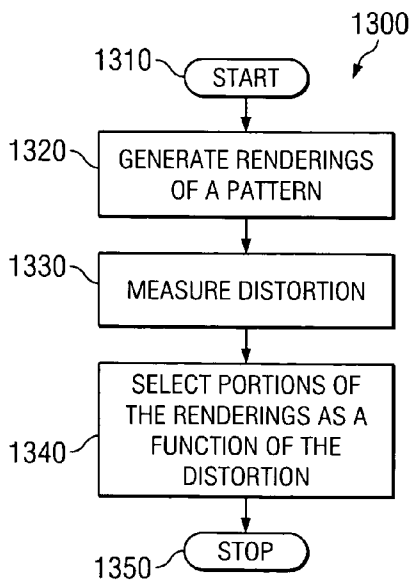 1300
1310
START
1320
GENERATE RENDERINGS
OF A PATTERN
1330
MEASURE DISTORTION
1340
SELECT PORTIONS OF
THE RENDERINGS AS A
FUNCTION OF THE
DISTORTION
1350
STOP